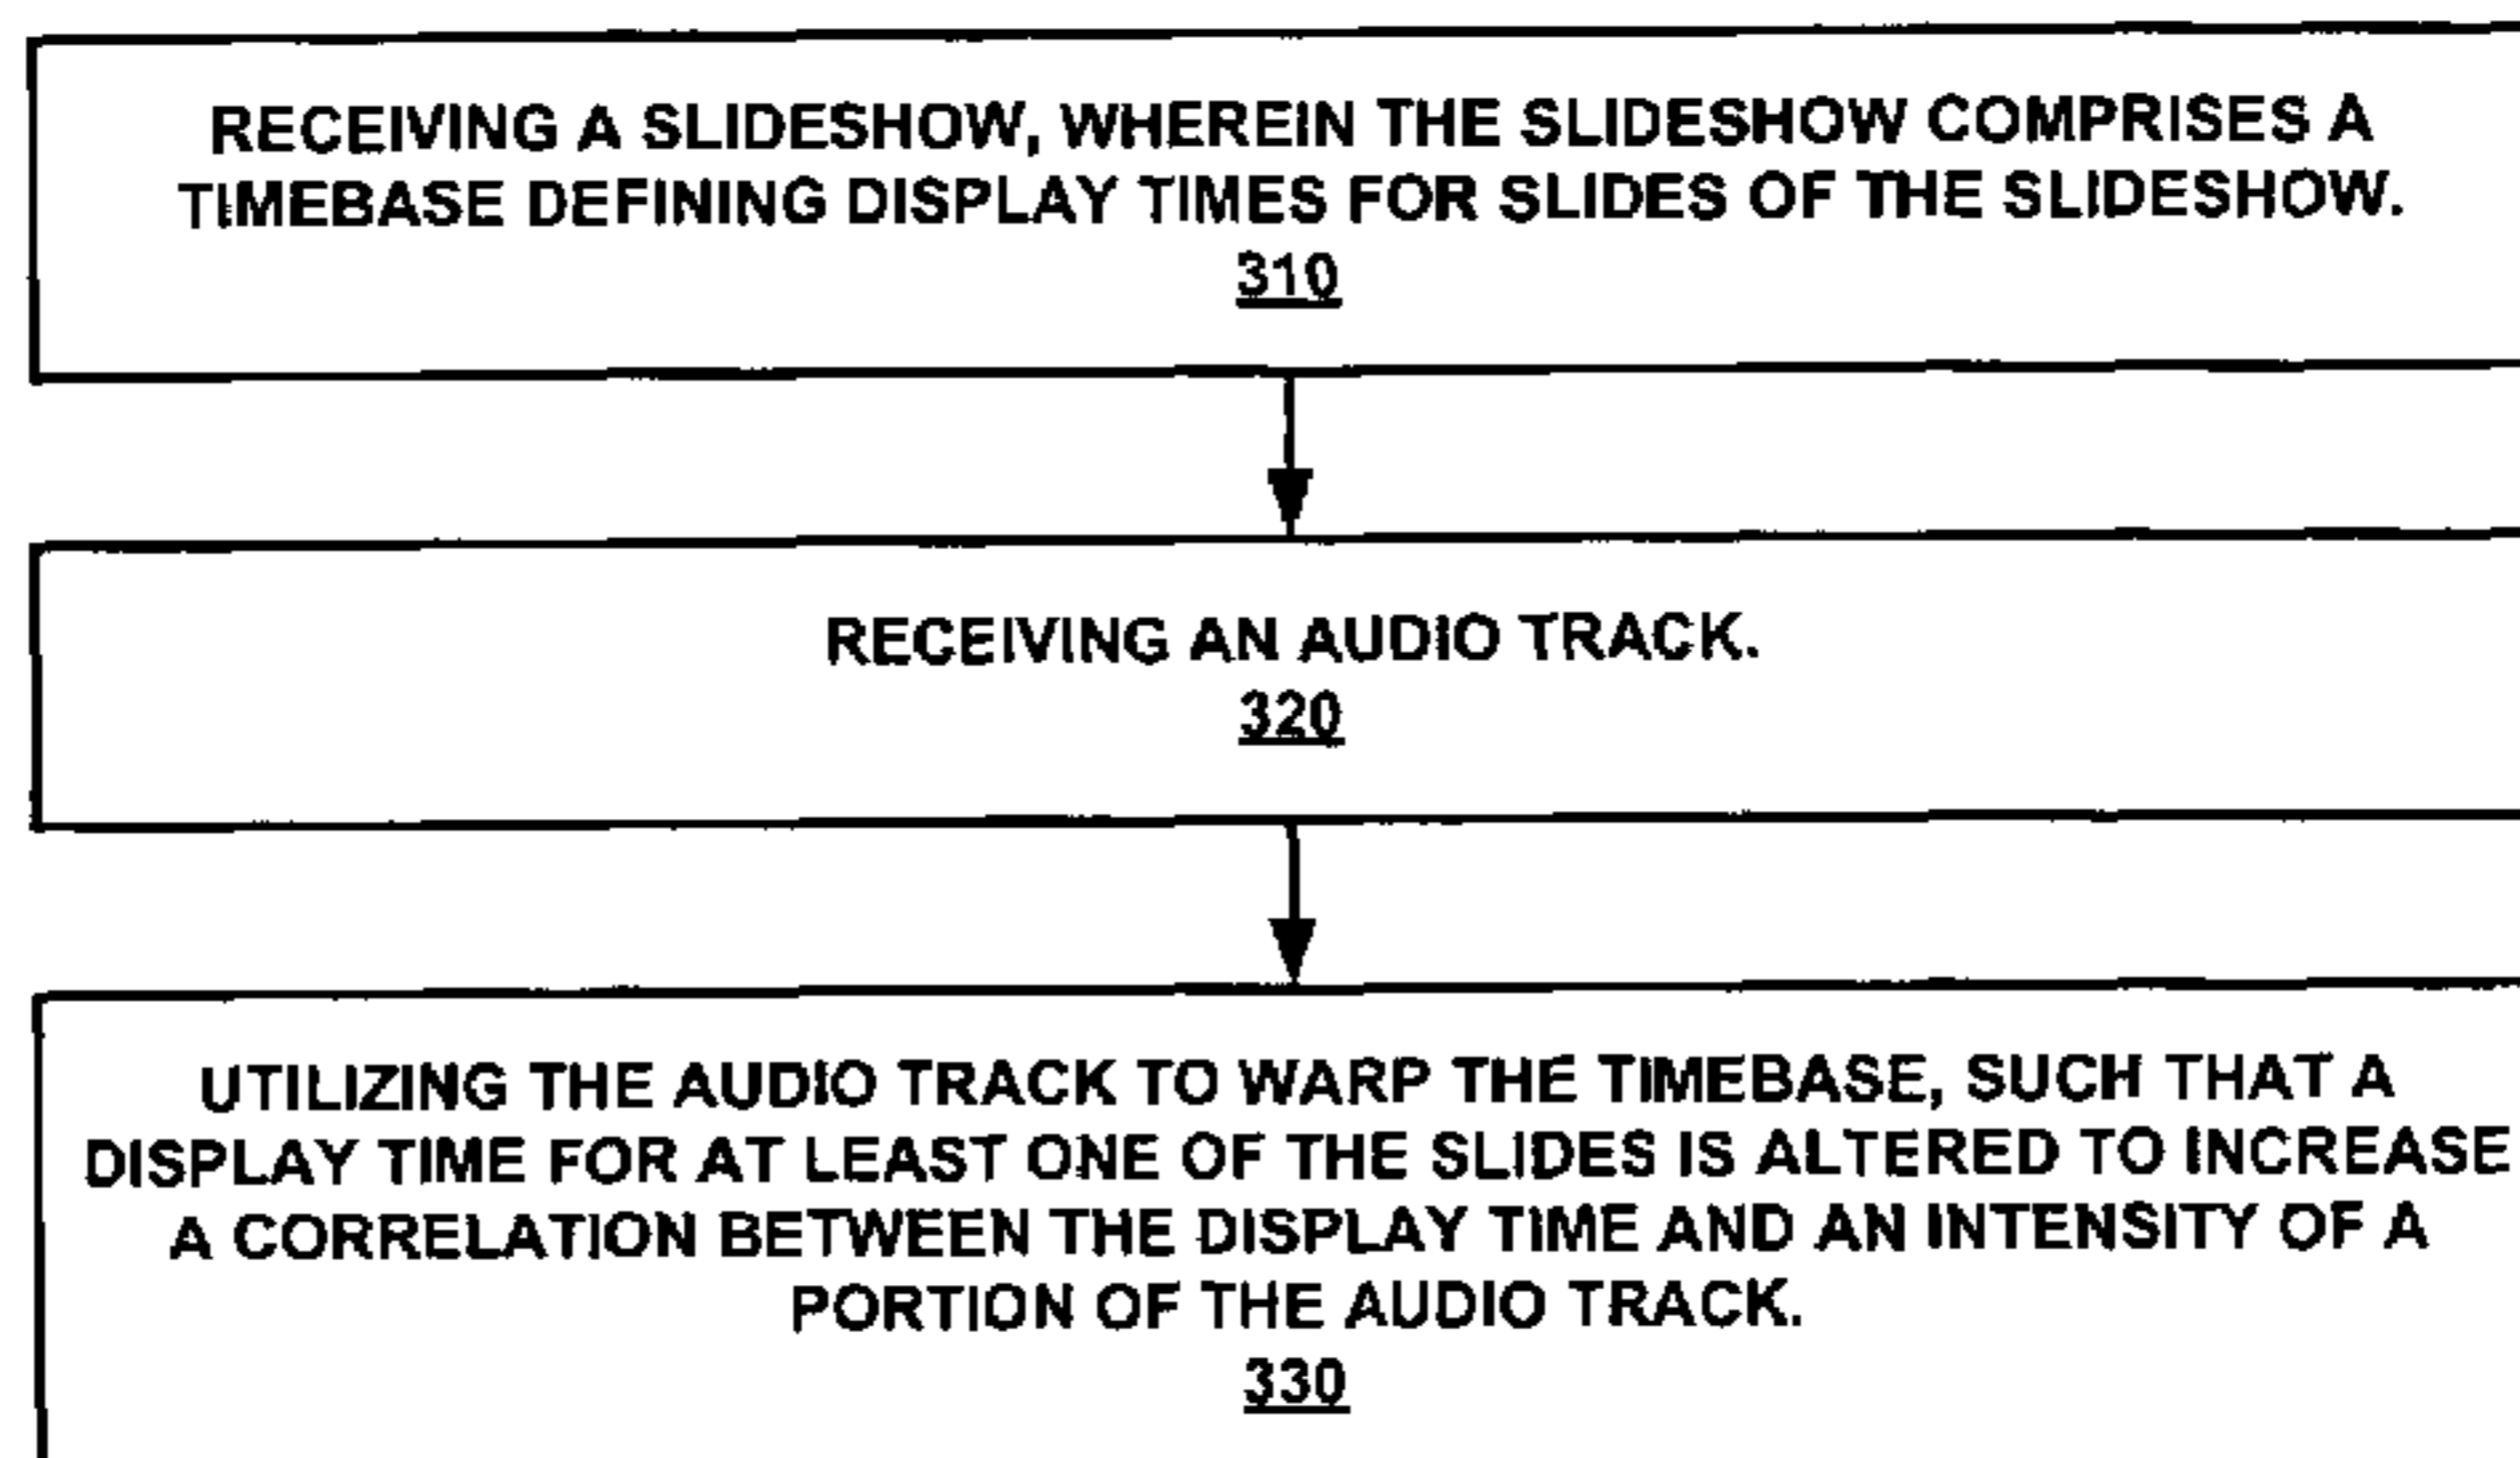 RECEIVING A SLIDESHOW, WHEREIN THE SLIDESHOW COMPRISES A
TIMEBASE DEFINING DISPLAY TIMES FOR SLIDES OF THE SLIDESHOW.
310
RECEIVING AN AUDIO TRACK.
320
UTILIZING THE AUDIO TRACK TO WARP THE TIMEBASE, SUCH THAT A
DISPLAY TIME FOR AT LEAST ONE OF THE SLIDES IS ALTERED TO INCREASE
A CORRELATION BETWEEN THE DISPLAY TIME AND AN INTENSITY OF A
PORTION OF THE AUDIO TRACK.
330